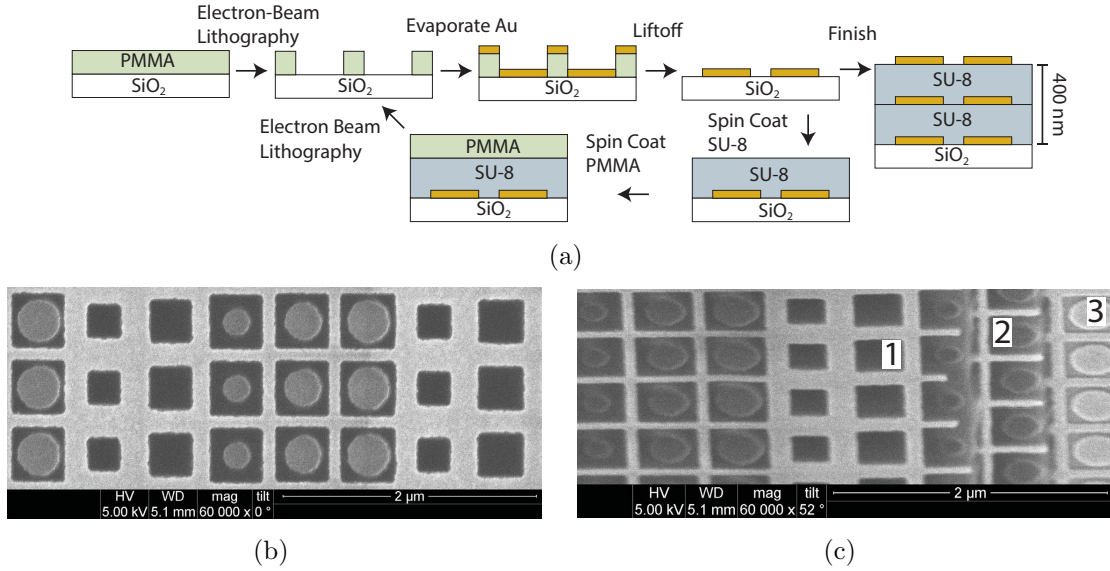 Electron-Beam
Lithography
Evaporate Au
Liftoff
Finish
PMMA
SiO₂
SiO₂
SiO₂
SiO₂
SU-8
SU-8
SiO₂
400 nm
Electron Beam
Lithography
PMMA
SU-8
SiO₂
Spin Coat
PMMA
Spin Coat
SU-8
SU-8
SiO₂
(a)
HV WD mag tilt
5.00 kV 5.1 mm 60 000 x 0 °
2 µm
(b)
1
2
3
HV WD mag tilt
5.00 kV 5.1 mm 60 000 x 52 °
2 µm
(c)